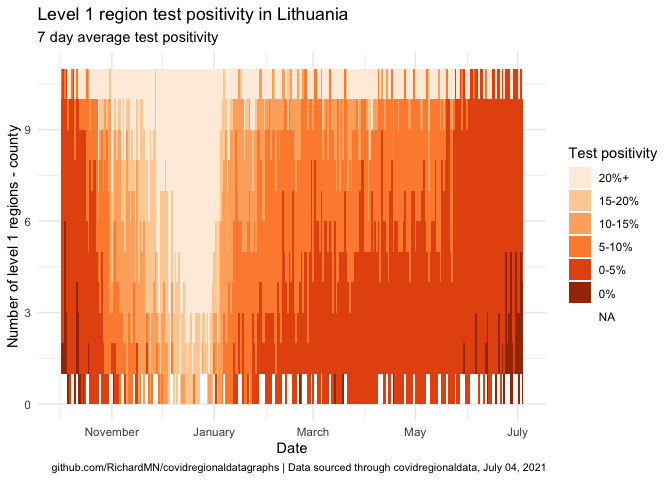 Level 1 region test positivity in Lithuania
7 day average test positivity
Number of level 1 regions - county
9
6
3
0
November
January
March
May
July
Date
Test positivity
20%+
15-20%
10-15%
5-10%
0-5%
0%
NA
github.com/RichardMN/covidregionaldatagraphs | Data sourced through covidregionaldata, July 04, 2021